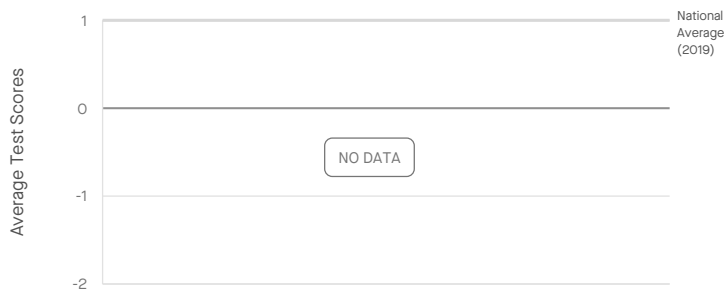 1
National
Average
(2019)
Average Test Scores
0
NO DATA
-1
-2